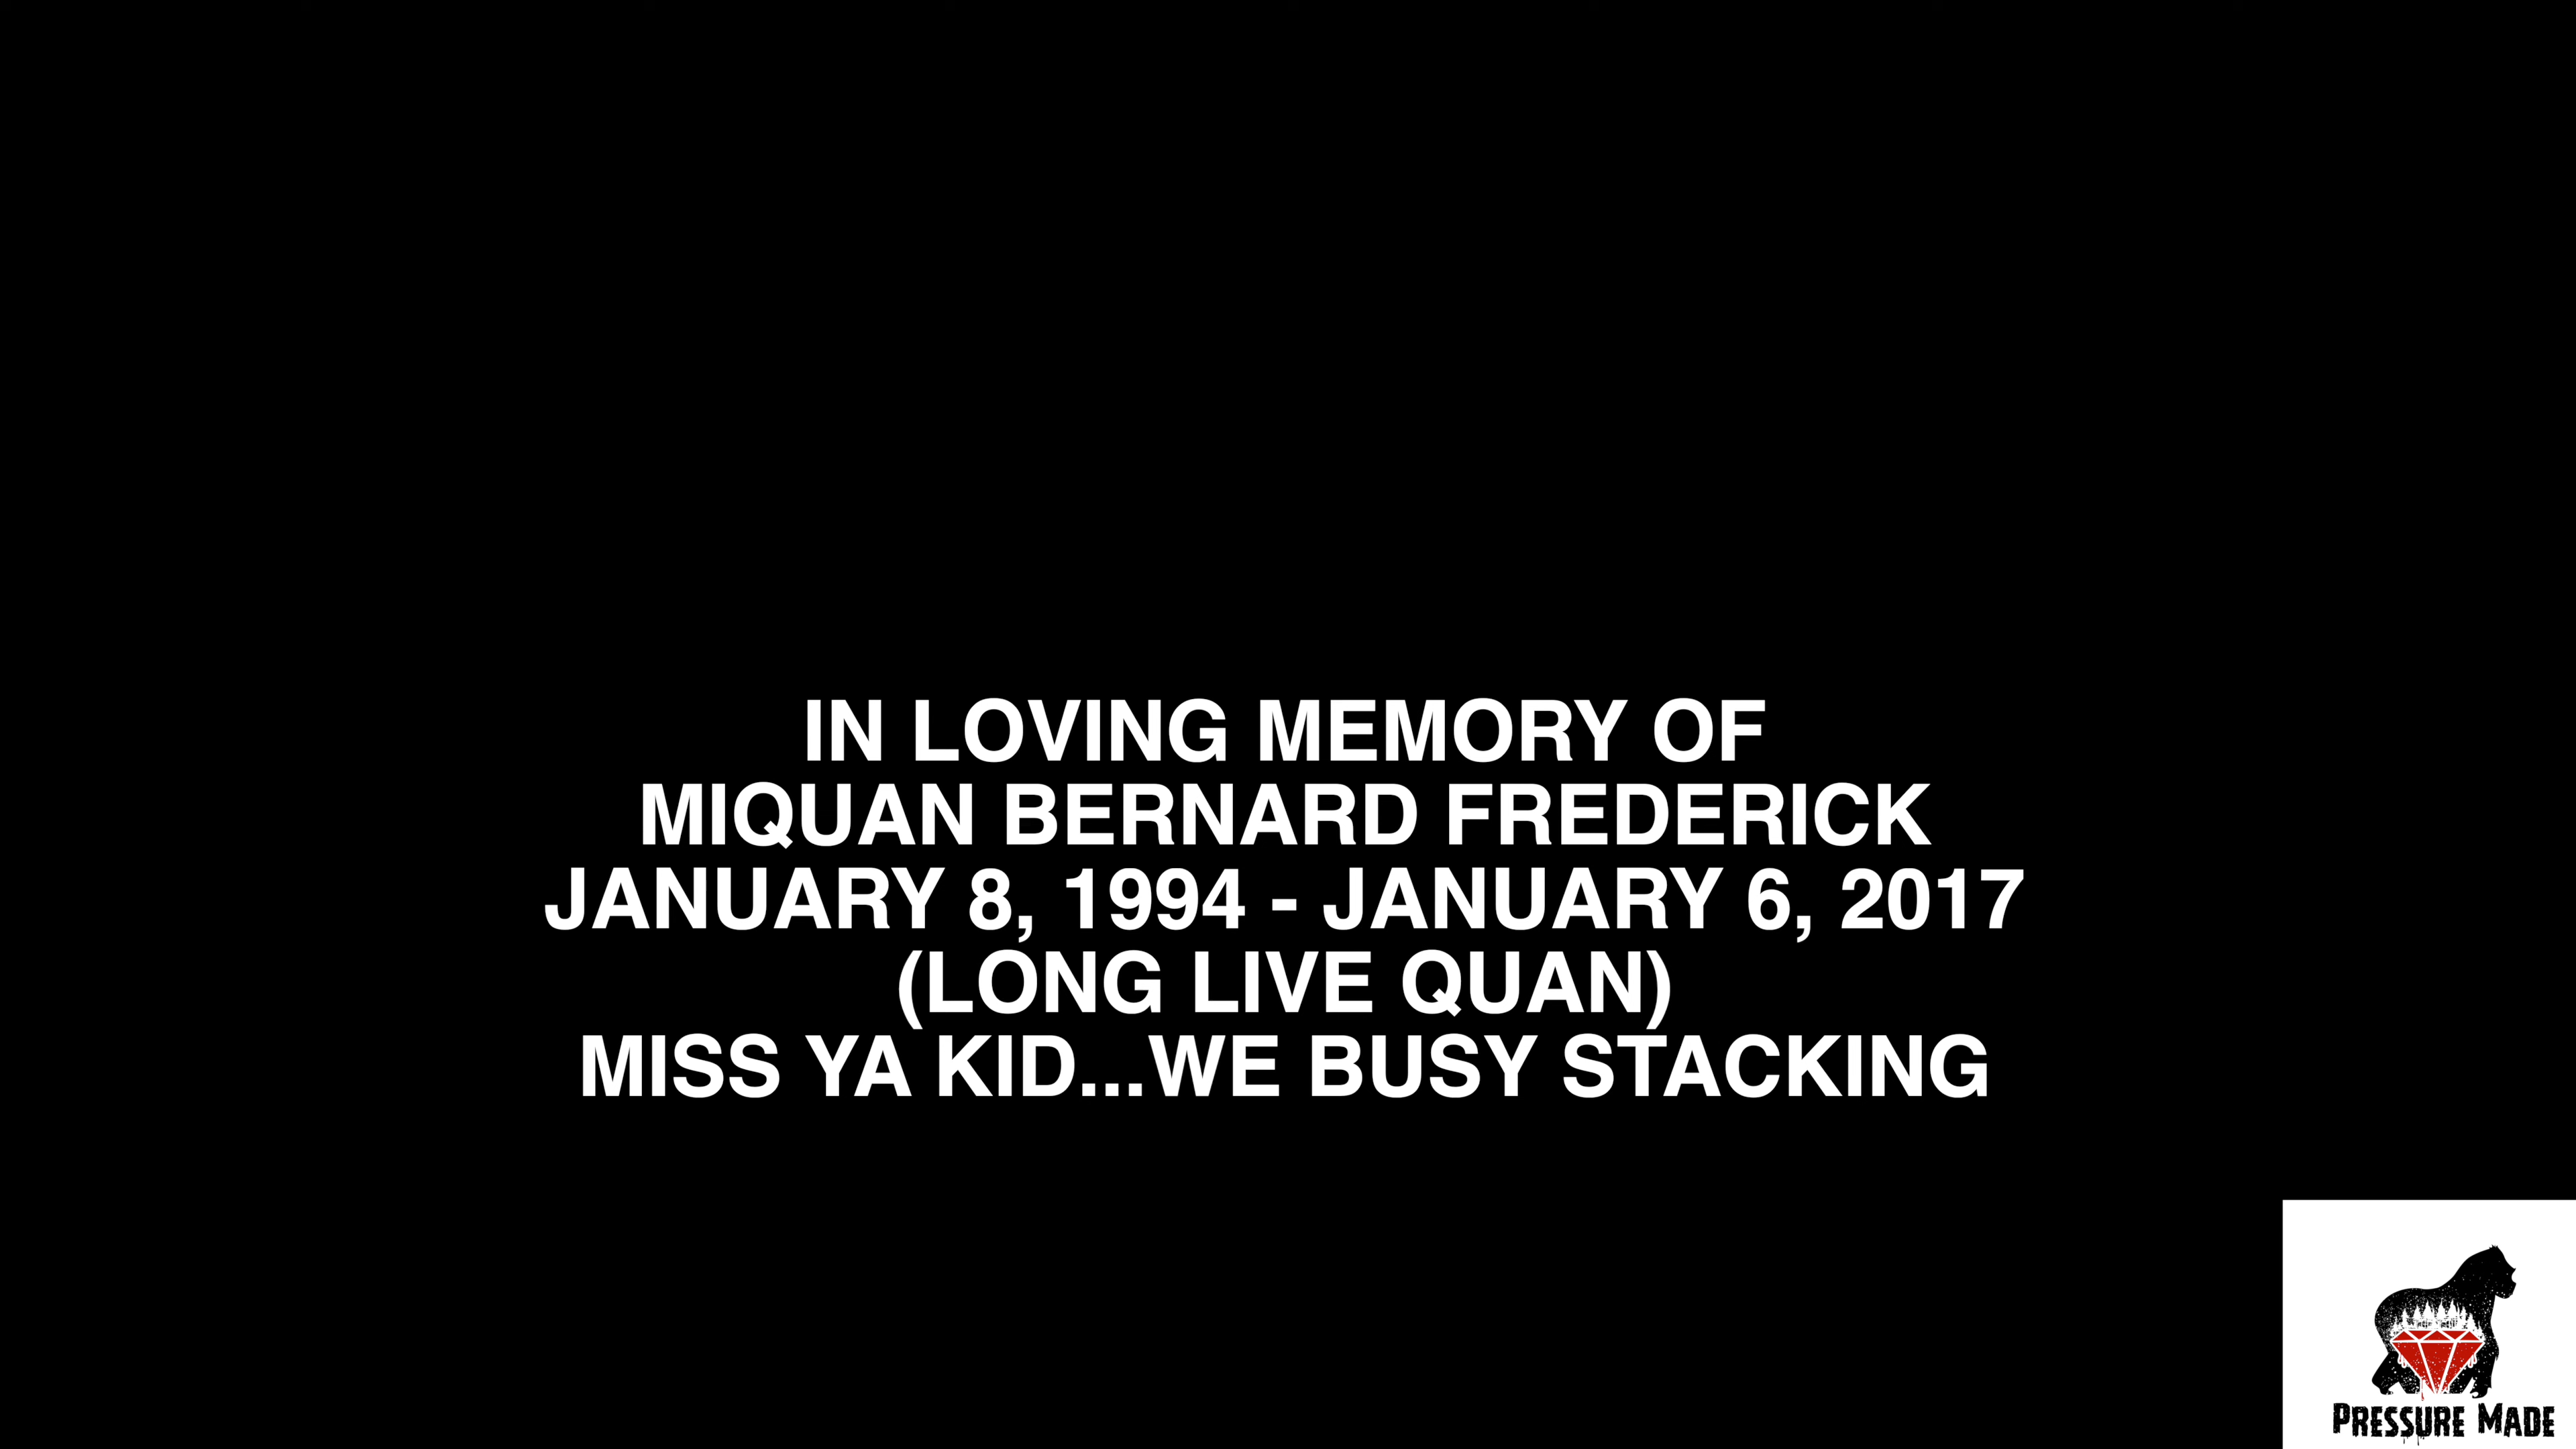 IN LOVING MEMORY OF
MIQUAN BERNARD FREDERICK
JANUARY 8, 1994 - JANUARY 6, 2017
(LONG LIVE QUAN)
MISS YA KID...WE BUSY STACKING
PRESSURE MADE